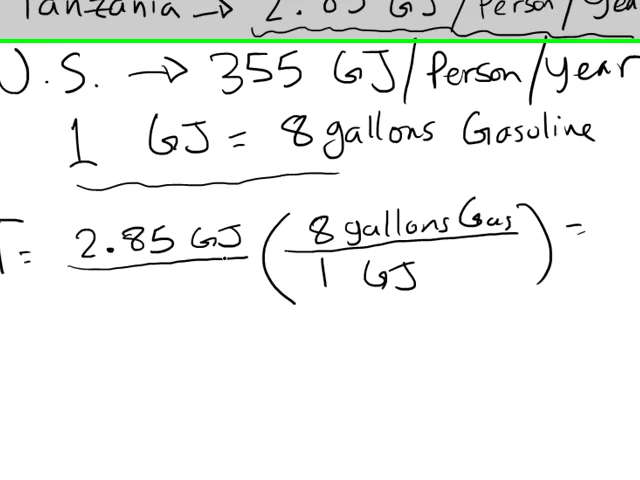 Tanzania → 2.85 GJ/Person/year
U.S. → 355 GJ/Person/year
1 GJ = 8 gallons Gasoline
T = 2.85 GJ ( 8 gallons Gas / 1 GJ ) =